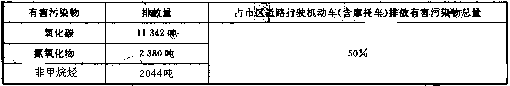 有害污染物 排放量 占市区道路行驶机动车(含摩托车)排放有害污染物总量
氧化碳 11 342 吨
氮氧化物 2 380 吨 50%
非甲烷烃 2044 吨